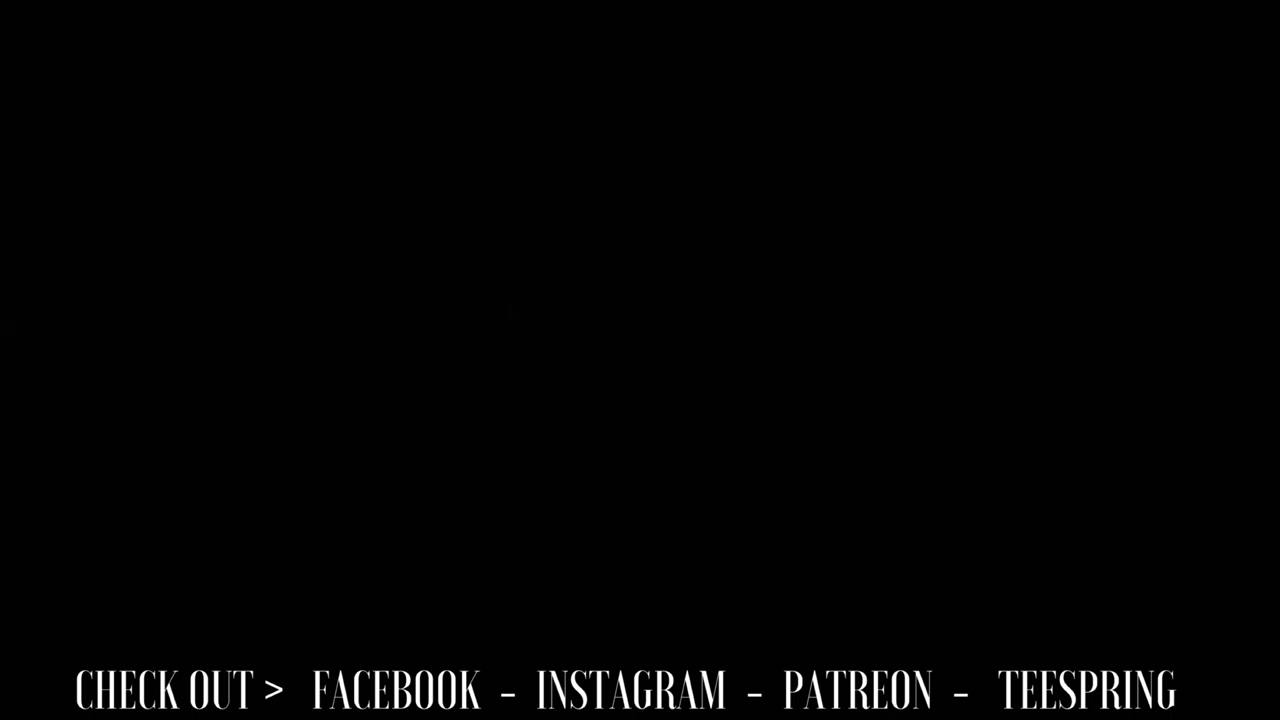 CHECK OUT > FACEBOOK - INSTAGRAM - PATREON - TEESPRING